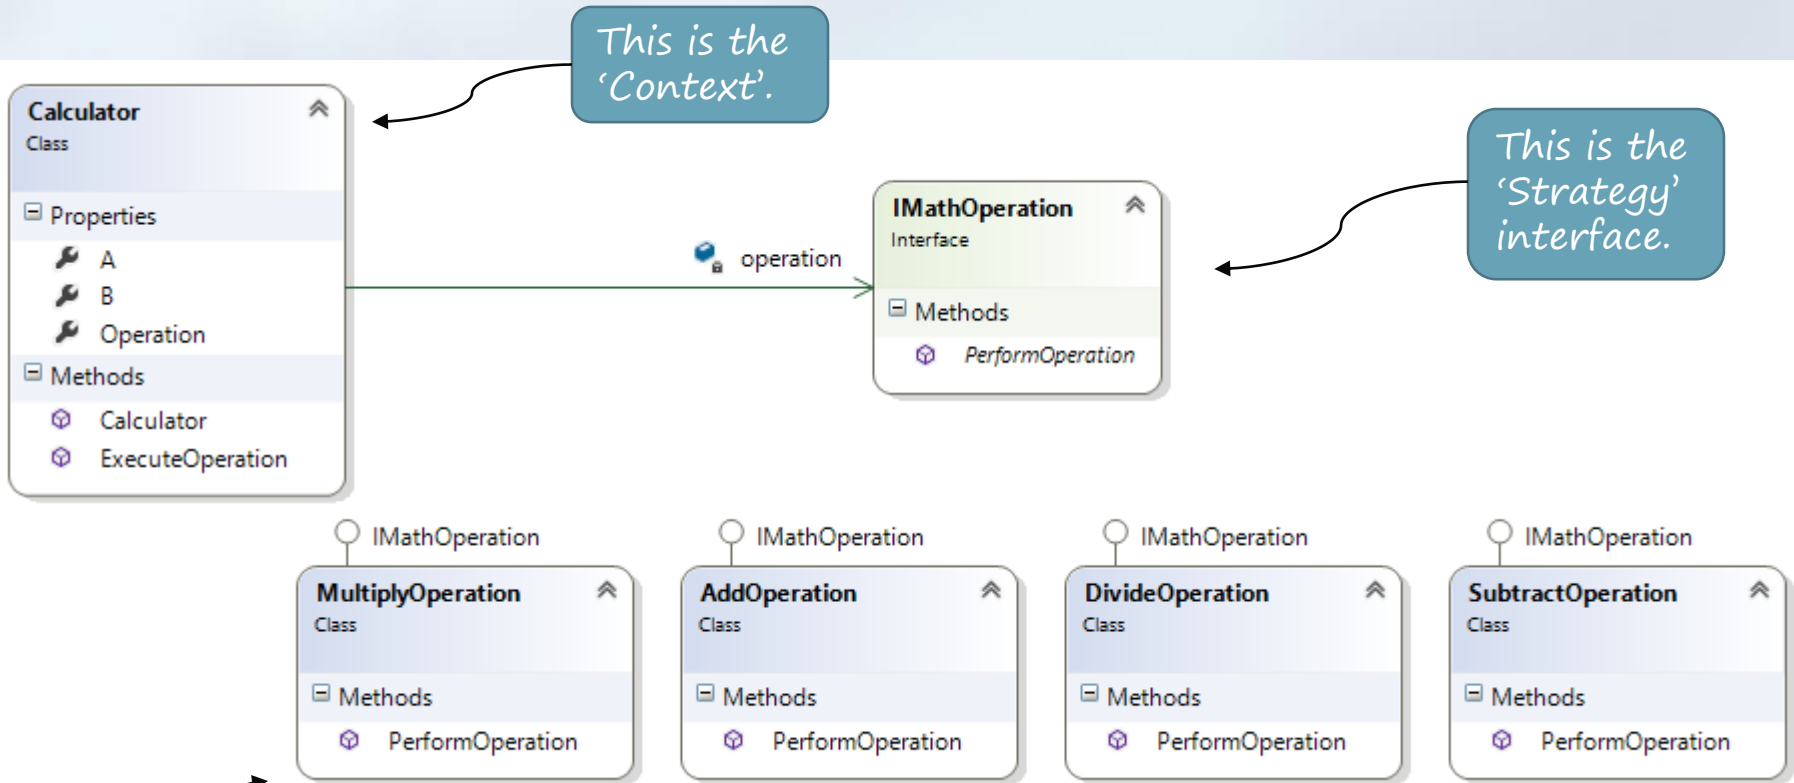 This is the
‘Context’.
Calculator
Class
Properties
A
B
Operation
Methods
Calculator
ExecuteOperation
operation
IMathOperation
Interface
Methods
PerformOperation
This is the
‘Strategy’
interface.
IMathOperation
MultiplyOperation
Class
Methods
PerformOperation
IMathOperation
AddOperation
Class
Methods
PerformOperation
IMathOperation
DivideOperation
Class
Methods
PerformOperation
IMathOperation
SubtractOperation
Class
Methods
PerformOperation